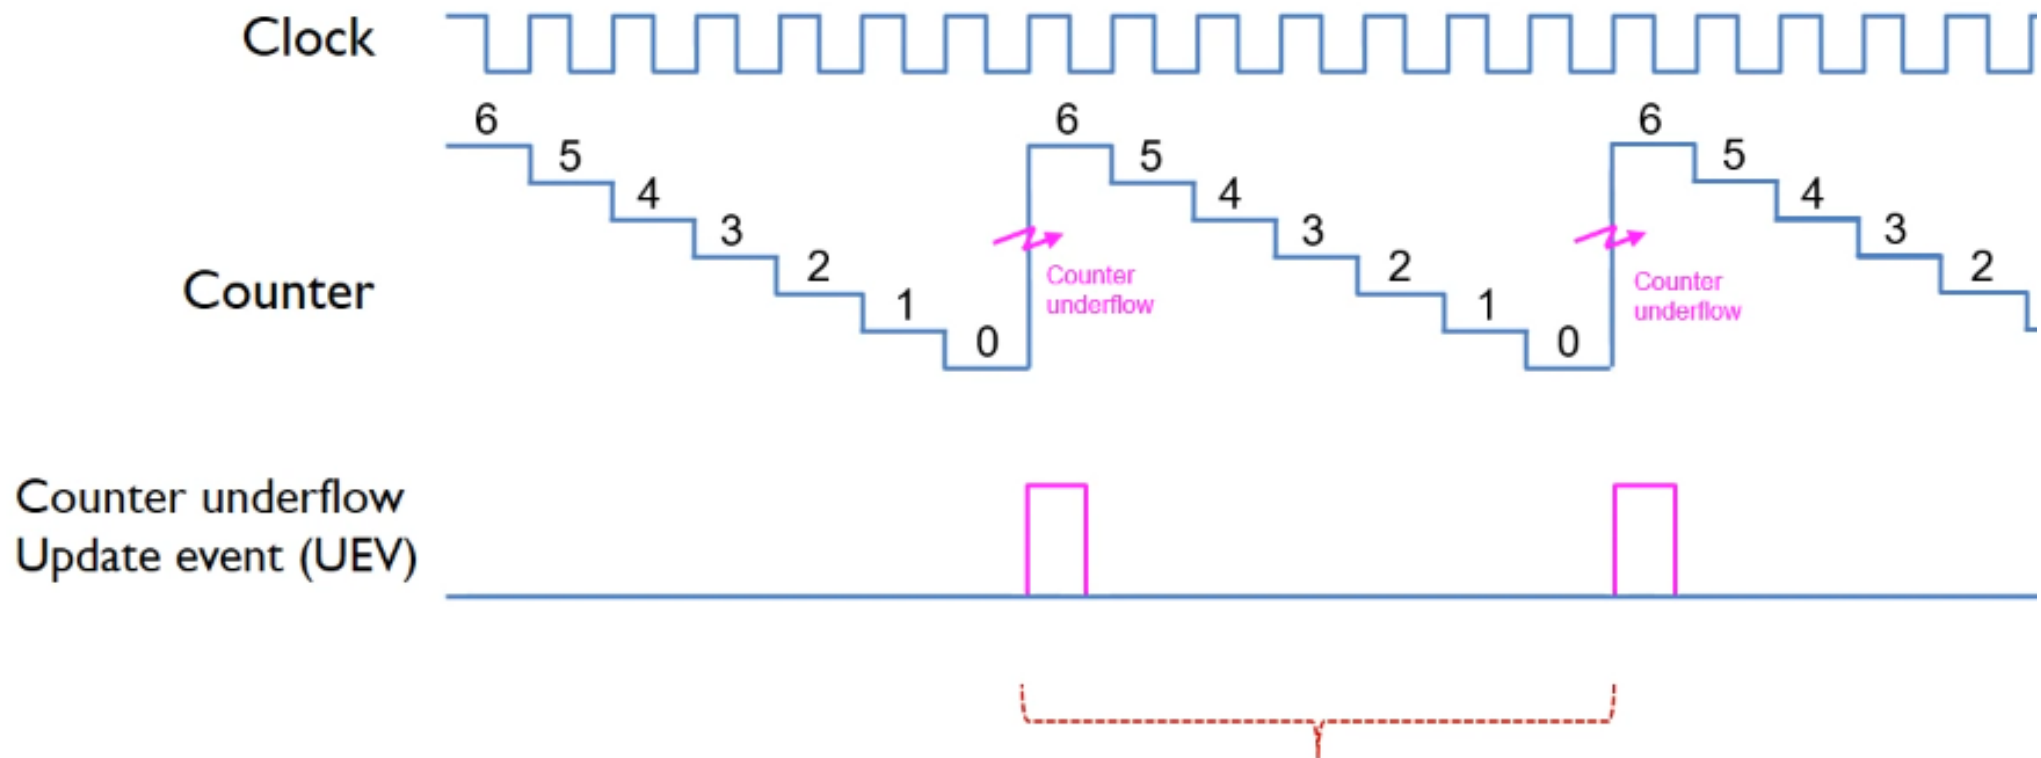 Clock
6 5 4 3 2 1 0 6 5 4 3 2 1 0 6 5 4 3 2
Counter
Counter
underflow
Counter
underflow
Counter underflow
Update event (UEV)